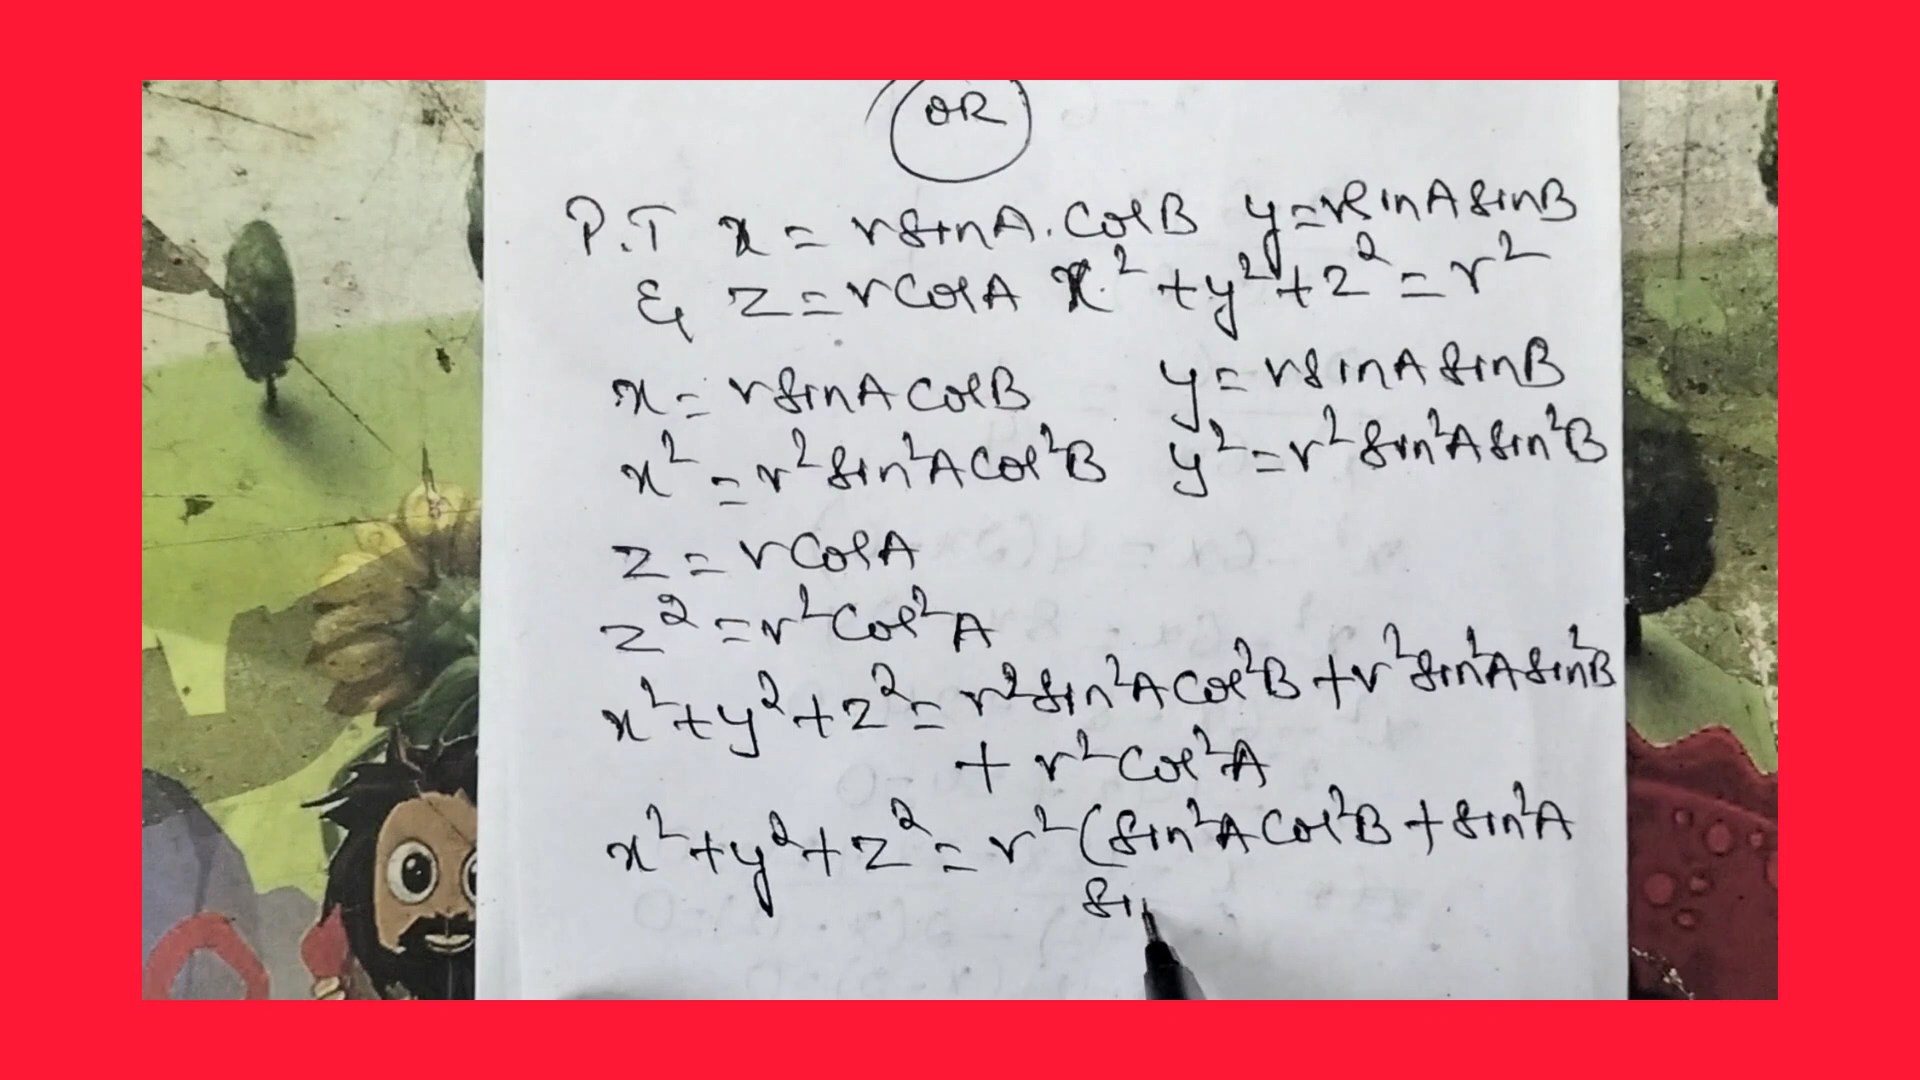 OR
P.T x = r sinA. CosB y = r sinA sinB
& z = r CosA x² + y² + z² = r²
x = r sinA CosB y = r sinA sinB
x² = r² sin²A Cos²B y² = r² sin²A sin²B
z = r CosA
z² = r² Cos²A
x² + y² + z² = r² sin²A Cos²B + r² sin²A sin²B
+ r² Cos²A
x² + y² + z² = r² (sin²A Cos²B + sin²A
si